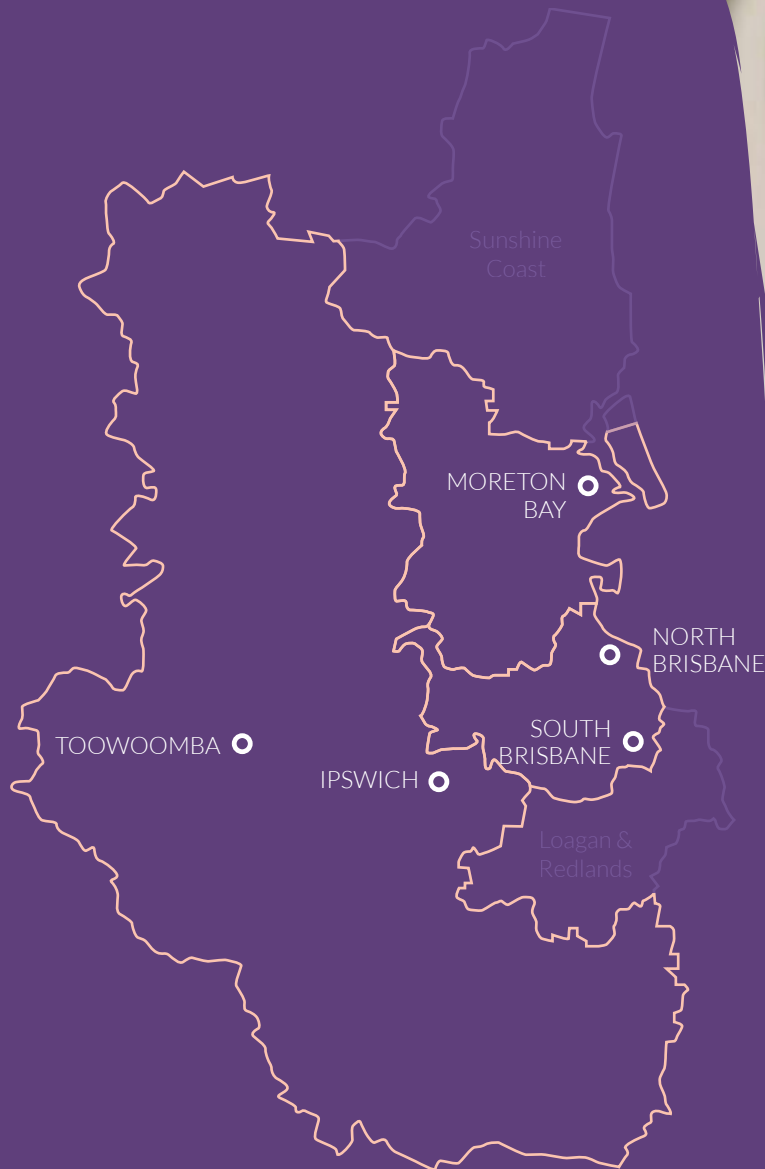 Sunshine
Coast
MORETON
BAY
NORTH
BRISBANE
SOUTH
BRISBANE
TOOWOOMBA
IPSWICH
Loagan &
Redlands